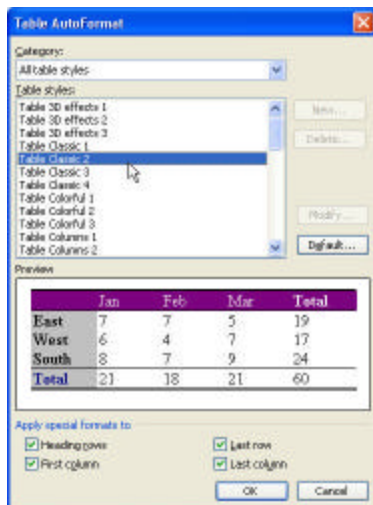 Table AutoFormat
Category:
All table styles
Table styles:
Table 3D effects 1
Table 3D effects 2
Table 3D effects 3
Table Classic 1
Table Classic 2
Table Classic 3
Table Classic 4
Table Colorful 1
Table Colorful 2
Table Colorful 3
Table Columns 1
Table Columns 2
New...
Delete...
Modify...
Default...
Preview
Jan Feb Mar Total
East 7 7 5 19
West 6 4 7 17
South 8 7 9 24
Total 21 18 21 60
Apply special formats to
Heading rows Last row
First column Last column
OK Cancel